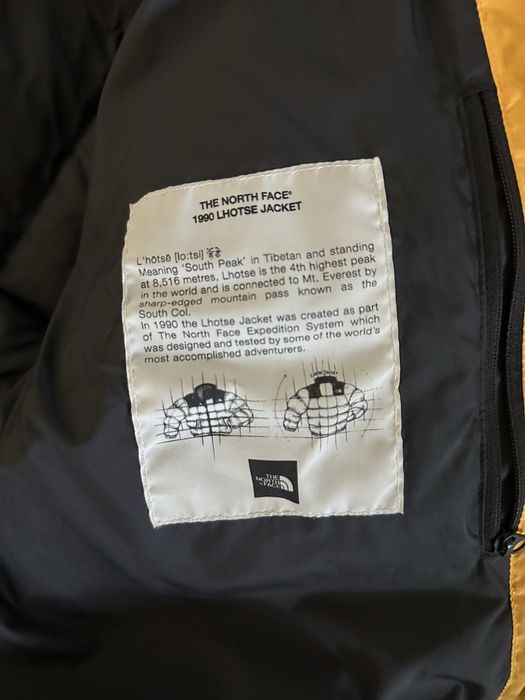 THE NORTH FACE®
1990 LHOTSE JACKET
L'hōtsē [lo:tsi]
Meaning 'South Peak' in Tibetan and standing
at 8,516 metres, Lhotse is the 4th highest peak
in the world and is connected to Mt. Everest by
sharp-edged mountain pass known as the
South Col.
In 1990 the Lhotse Jacket was created as part
of The North Face Expedition System which
was designed and tested by some of the world's
most accomplished adventurers.
LHOTSE JACKET
THE
NORTH
FACE